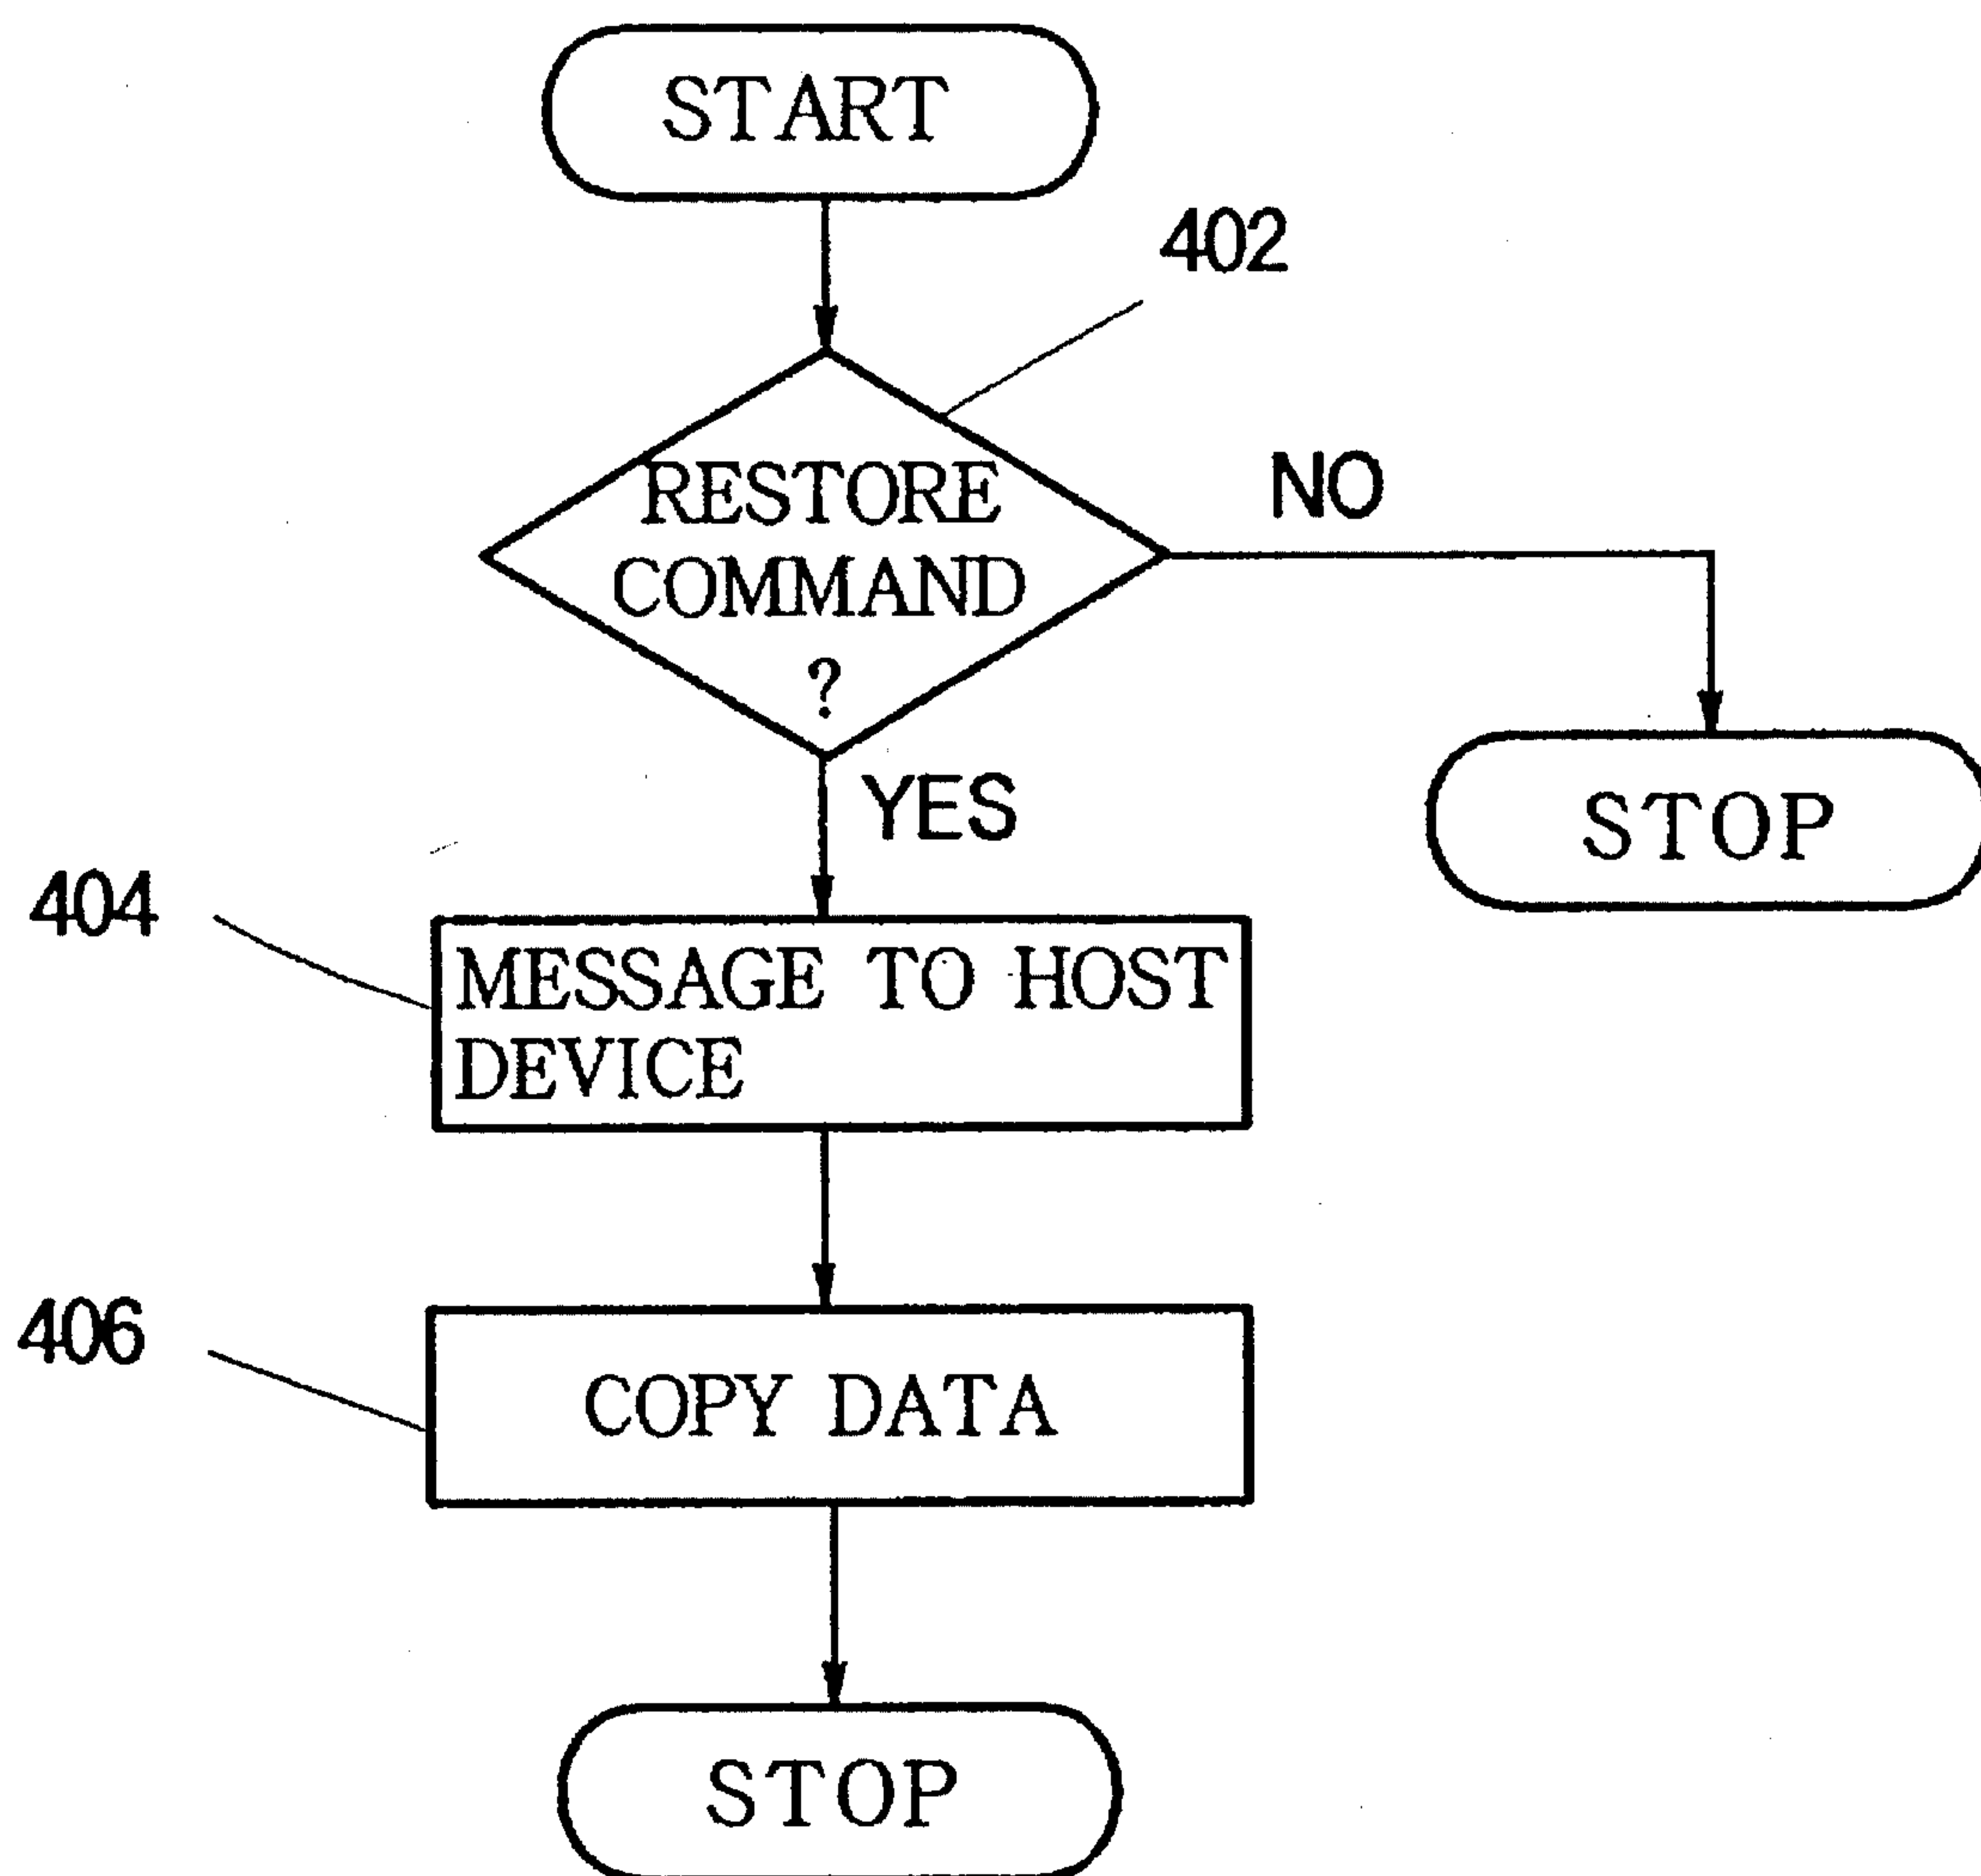 START
402
RESTORE
COMMAND
?
NO
YES
STOP
404
MESSAGE TO HOST
DEVICE
406
COPY DATA
STOP